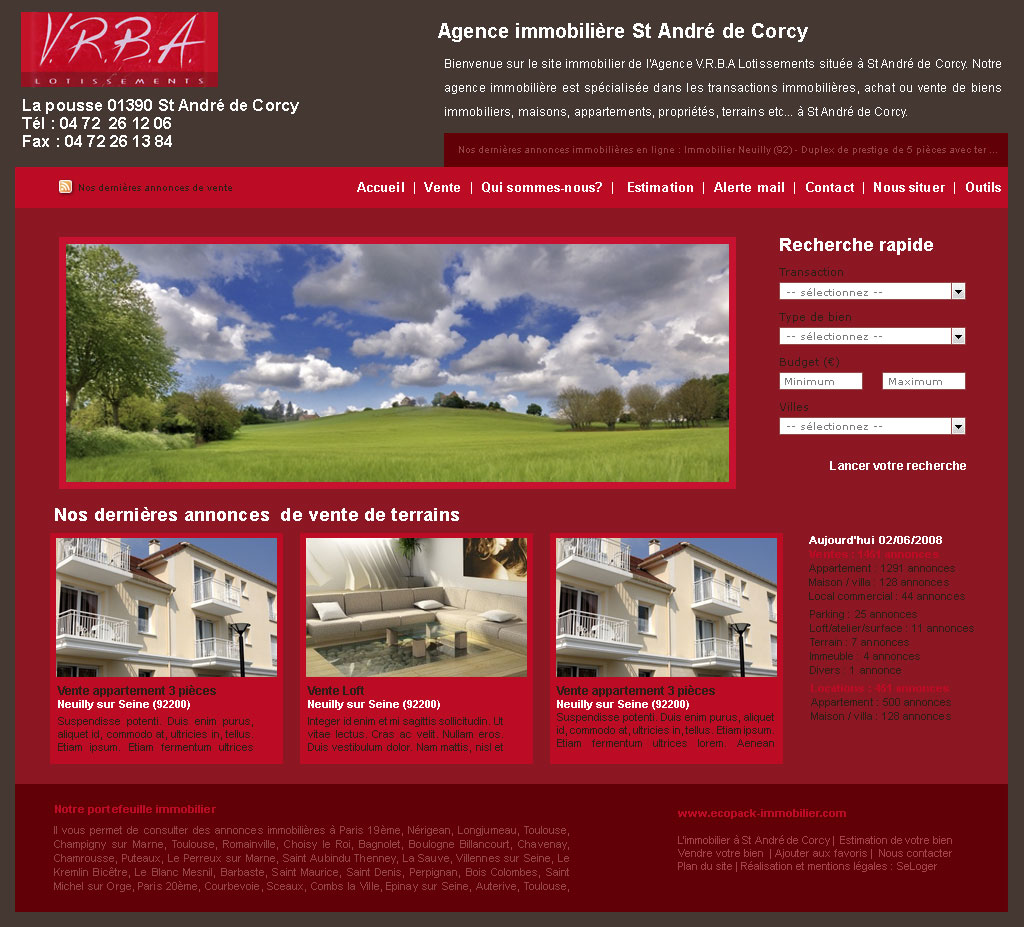 V.R.B.A.
LOTISSEMENTS
La pousse 01390 St André de Corcy
Tél : 04 72 26 12 06
Fax : 04 72 26 13 84
Agence immobilière St André de Corcy
Bienvenue sur le site immobilier de l'Agence V.R.B.A Lotissements située à St André de Corcy. Notre
agence immobilière est spécialisée dans les transactions immobilières, achat ou vente de biens
immobiliers, maisons, appartements, propriétés, terrains etc... à St André de Corcy.
Nos dernières annonces immobilières en ligne : Immobilier Neuilly (92) - Duplex de prestige de 5 pièces avec ter ...
Nos dernières annonces de vente
Accueil | Vente | Qui sommes-nous? | Estimation | Alerte mail | Contact | Nous situer | Outils
Recherche rapide
Transaction
-- sélectionnez --
Type de bien
-- sélectionnez --
Budget (€)
Minimum Maximum
Villes
-- sélectionnez --
Lancer votre recherche
Nos dernières annonces de vente de terrains
Vente appartement 3 pièces
Neuilly sur Seine (92200)
Suspendisse potenti. Duis enim purus,
aliquet id, commodo at, ultricies in, tellus.
Etiam ipsum. Etiam fermentum ultrices
Vente Loft
Neuilly sur Seine (92200)
Integer id enim et mi sagittis sollicitudin. Ut
vitae lectus. Cras ac velit. Nullam eros.
Duis vestibulum dolor. Nam mattis, nisl et
Vente appartement 3 pièces
Neuilly sur Seine (92200)
Suspendisse potenti. Duis enim purus, aliquet
id, commodo at, ultricies in, tellus. Etiam ipsum.
Etiam fermentum ultrices lorem. Aenean
Aujourd'hui 02/06/2008
Ventes : 1451 annonces
Appartement : 1291 annonces
Maison / villa : 128 annonces
Local commercial : 44 annonces
Parking : 25 annonces
Loft/atelier/surface : 11 annonces
Terrain : 7 annonces
Immeuble : 4 annonces
Divers : 1 annonce
Locations : 451 annonces
Appartement : 500 annonces
Maison / villa : 128 annonces
Notre portefeuille immobilier
Il vous permet de consulter des annonces immobilières à Paris 19ème, Nérigean, Longjumeau, Toulouse,
Champigny sur Marne, Toulouse, Romainville, Choisy le Roi, Bagnolet, Boulogne Billancourt, Chavenay,
Chamrousse, Puteaux, Le Perreux sur Marne, Saint Aubindu Thenney, La Sauve, Villennes sur Seine, Le
Kremlin Bicêtre, Le Blanc Mesnil, Barbaste, Saint Maurice, Saint Denis, Perpignan, Bois Colombes, Saint
Michel sur Orge, Paris 20ème, Courbevoie, Sceaux, Combs la Ville, Epinay sur Seine, Auterive, Toulouse,
www.ecopack-immobilier.com
L'immobilier à St André de Corcy | Estimation de votre bien
Vendre votre bien | Ajouter aux favoris | Nous contacter
Plan du site | Réalisation et mentions légales : SeLoger